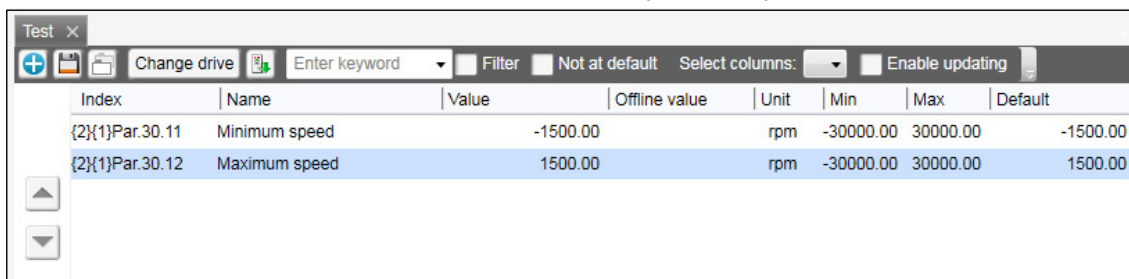 Test ×
Change drive Enter keyword Filter Not at default Select columns: Enable updating
Index Name Value Offline value Unit Min Max Default
{2}{1}Par.30.11 Minimum speed -1500.00 rpm -30000.00 30000.00 -1500.00
{2}{1}Par.30.12 Maximum speed 1500.00 rpm -30000.00 30000.00 1500.00